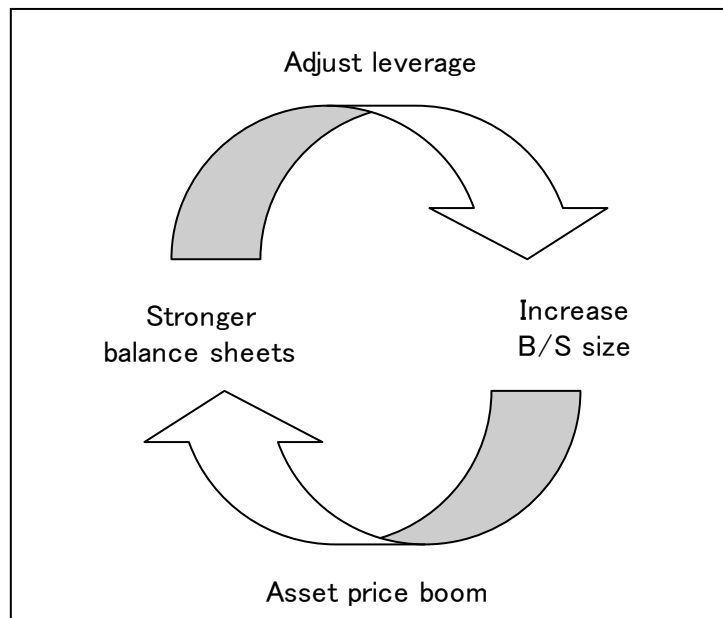 Adjust leverage
Stronger
balance sheets
Increase
B/S size
Asset price boom